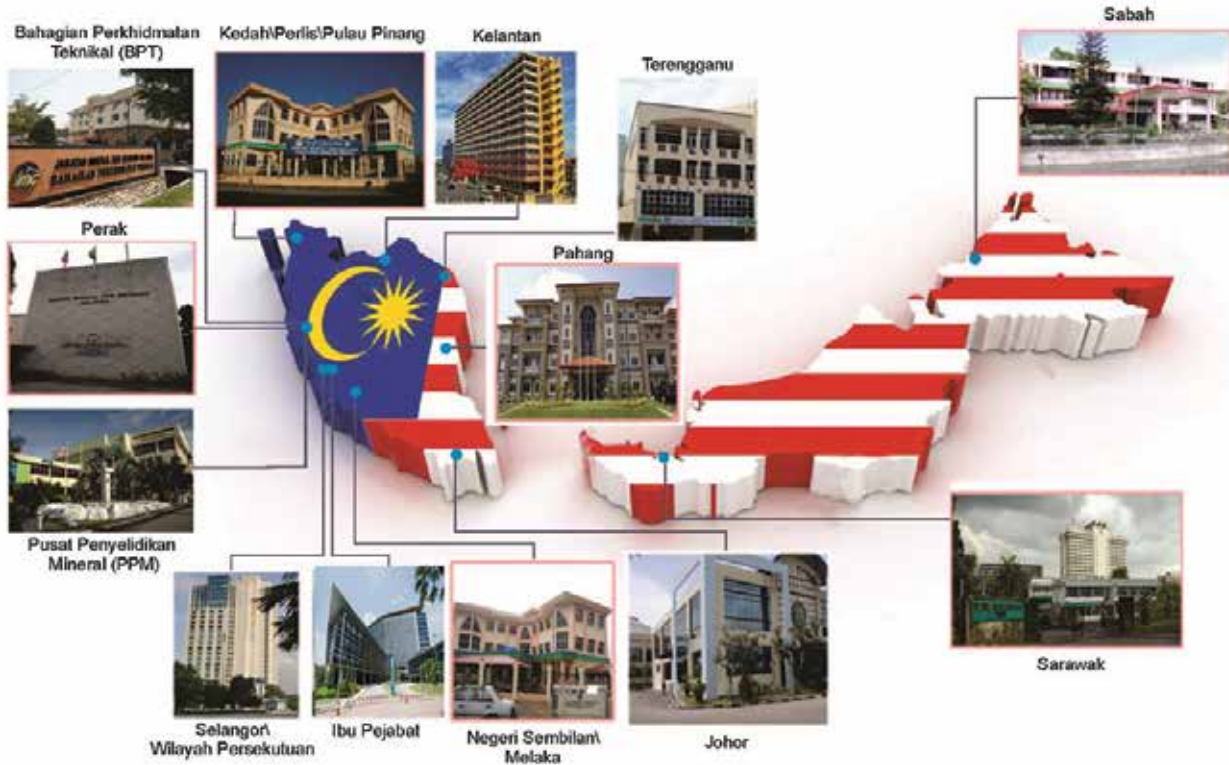 Bahagian Perkhidmatan
Teknikal (BPT)
Kedah\Perlis\Pulau Pinang
Kelantan
Terengganu
Sabah
Perak
Pahang
Pusat Penyelidikan
Mineral (PPM)
Selangor\
Wilayah Persekutuan
Ibu Pejabat
Negeri Sembilan\
Melaka
Johor
Sarawak